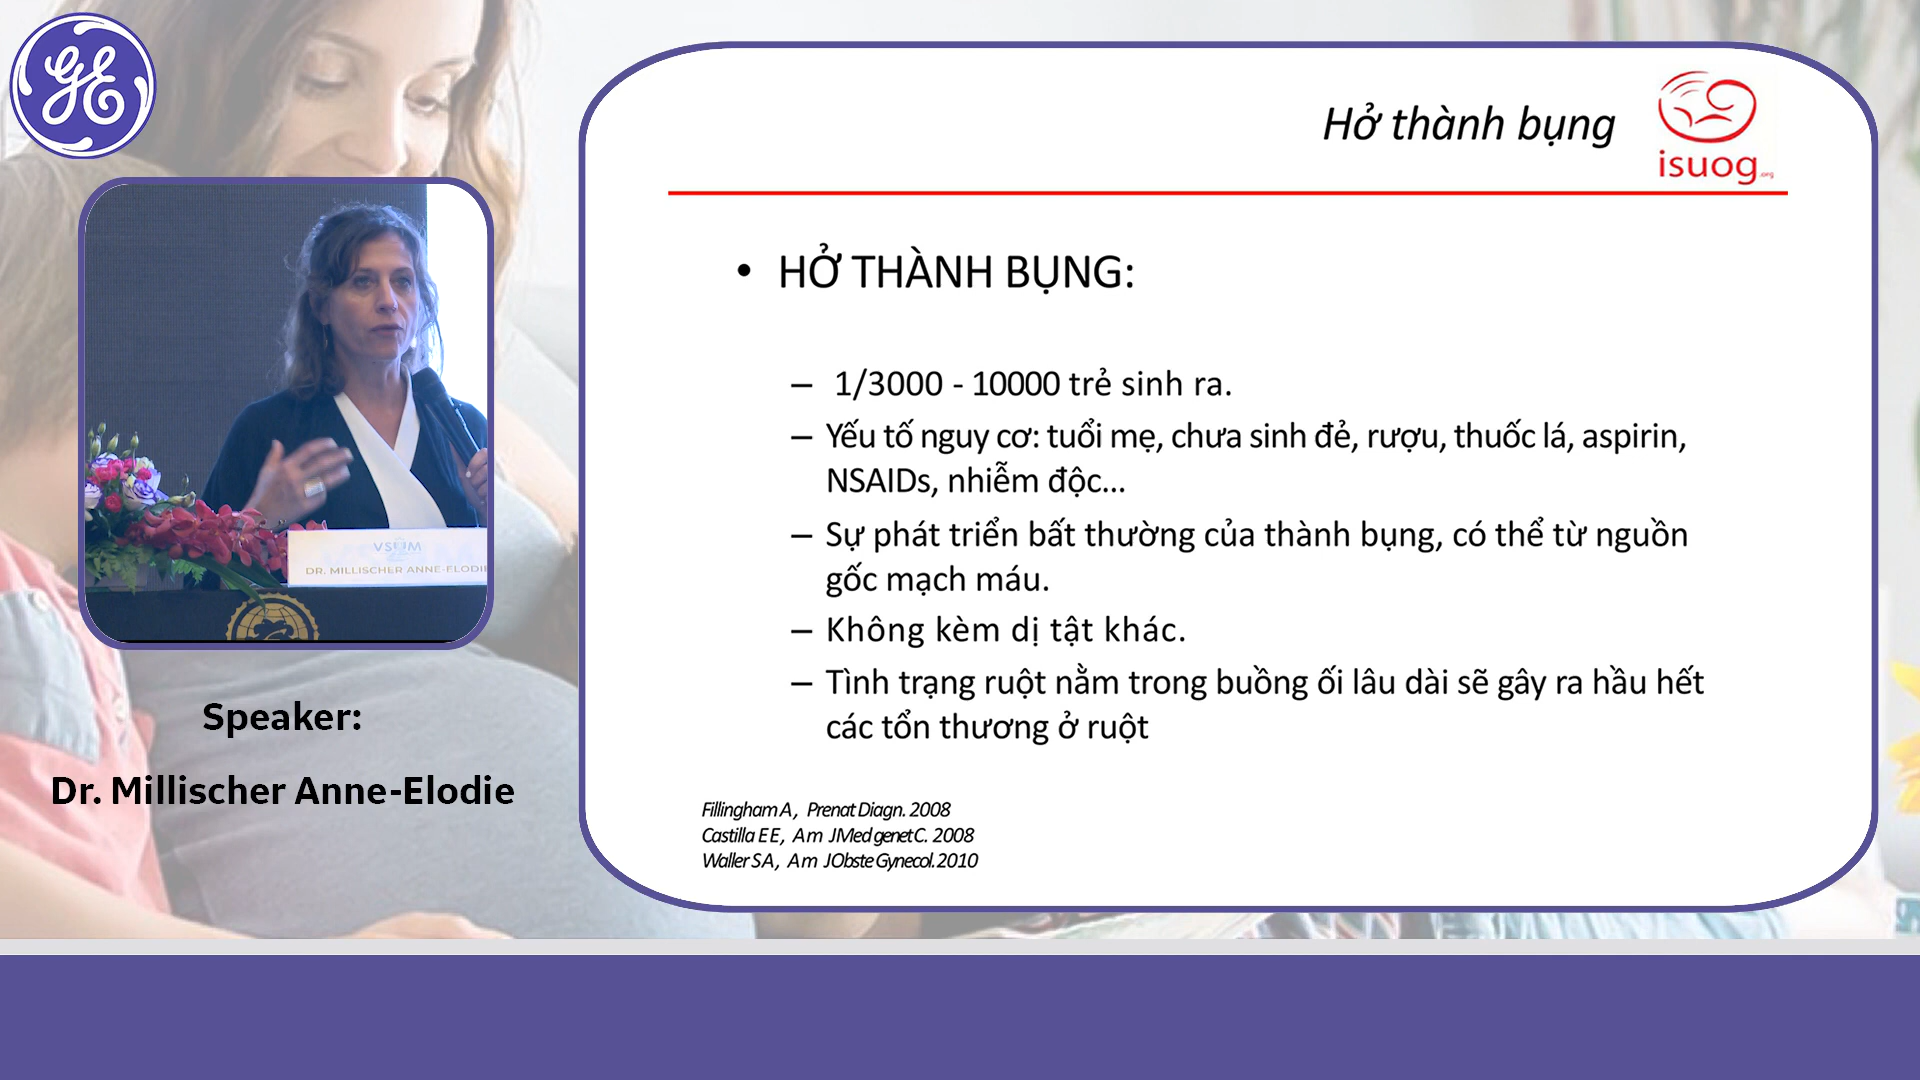 GE
Hở thành bụng
isuog.org
• HỞ THÀNH BỤNG:
– 1/3000 - 10000 trẻ sinh ra.
– Yếu tố nguy cơ: tuổi mẹ, chưa sinh đẻ, rượu, thuốc lá, aspirin,
NSAIDs, nhiễm độc...
– Sự phát triển bất thường của thành bụng, có thể từ nguồn
gốc mạch máu.
– Không kèm dị tật khác.
– Tình trạng ruột nằm trong buồng ối lâu dài sẽ gây ra hầu hết
các tổn thương ở ruột
Fillingham A, Prenat Diagn. 2008
Castilla EE, Am J Med genet C. 2008
Waller SA, Am J Obste Gynecol. 2010
VSUM
DR. MILLISCHER ANNE-ELODIE
Speaker:
Dr. Millischer Anne-Elodie